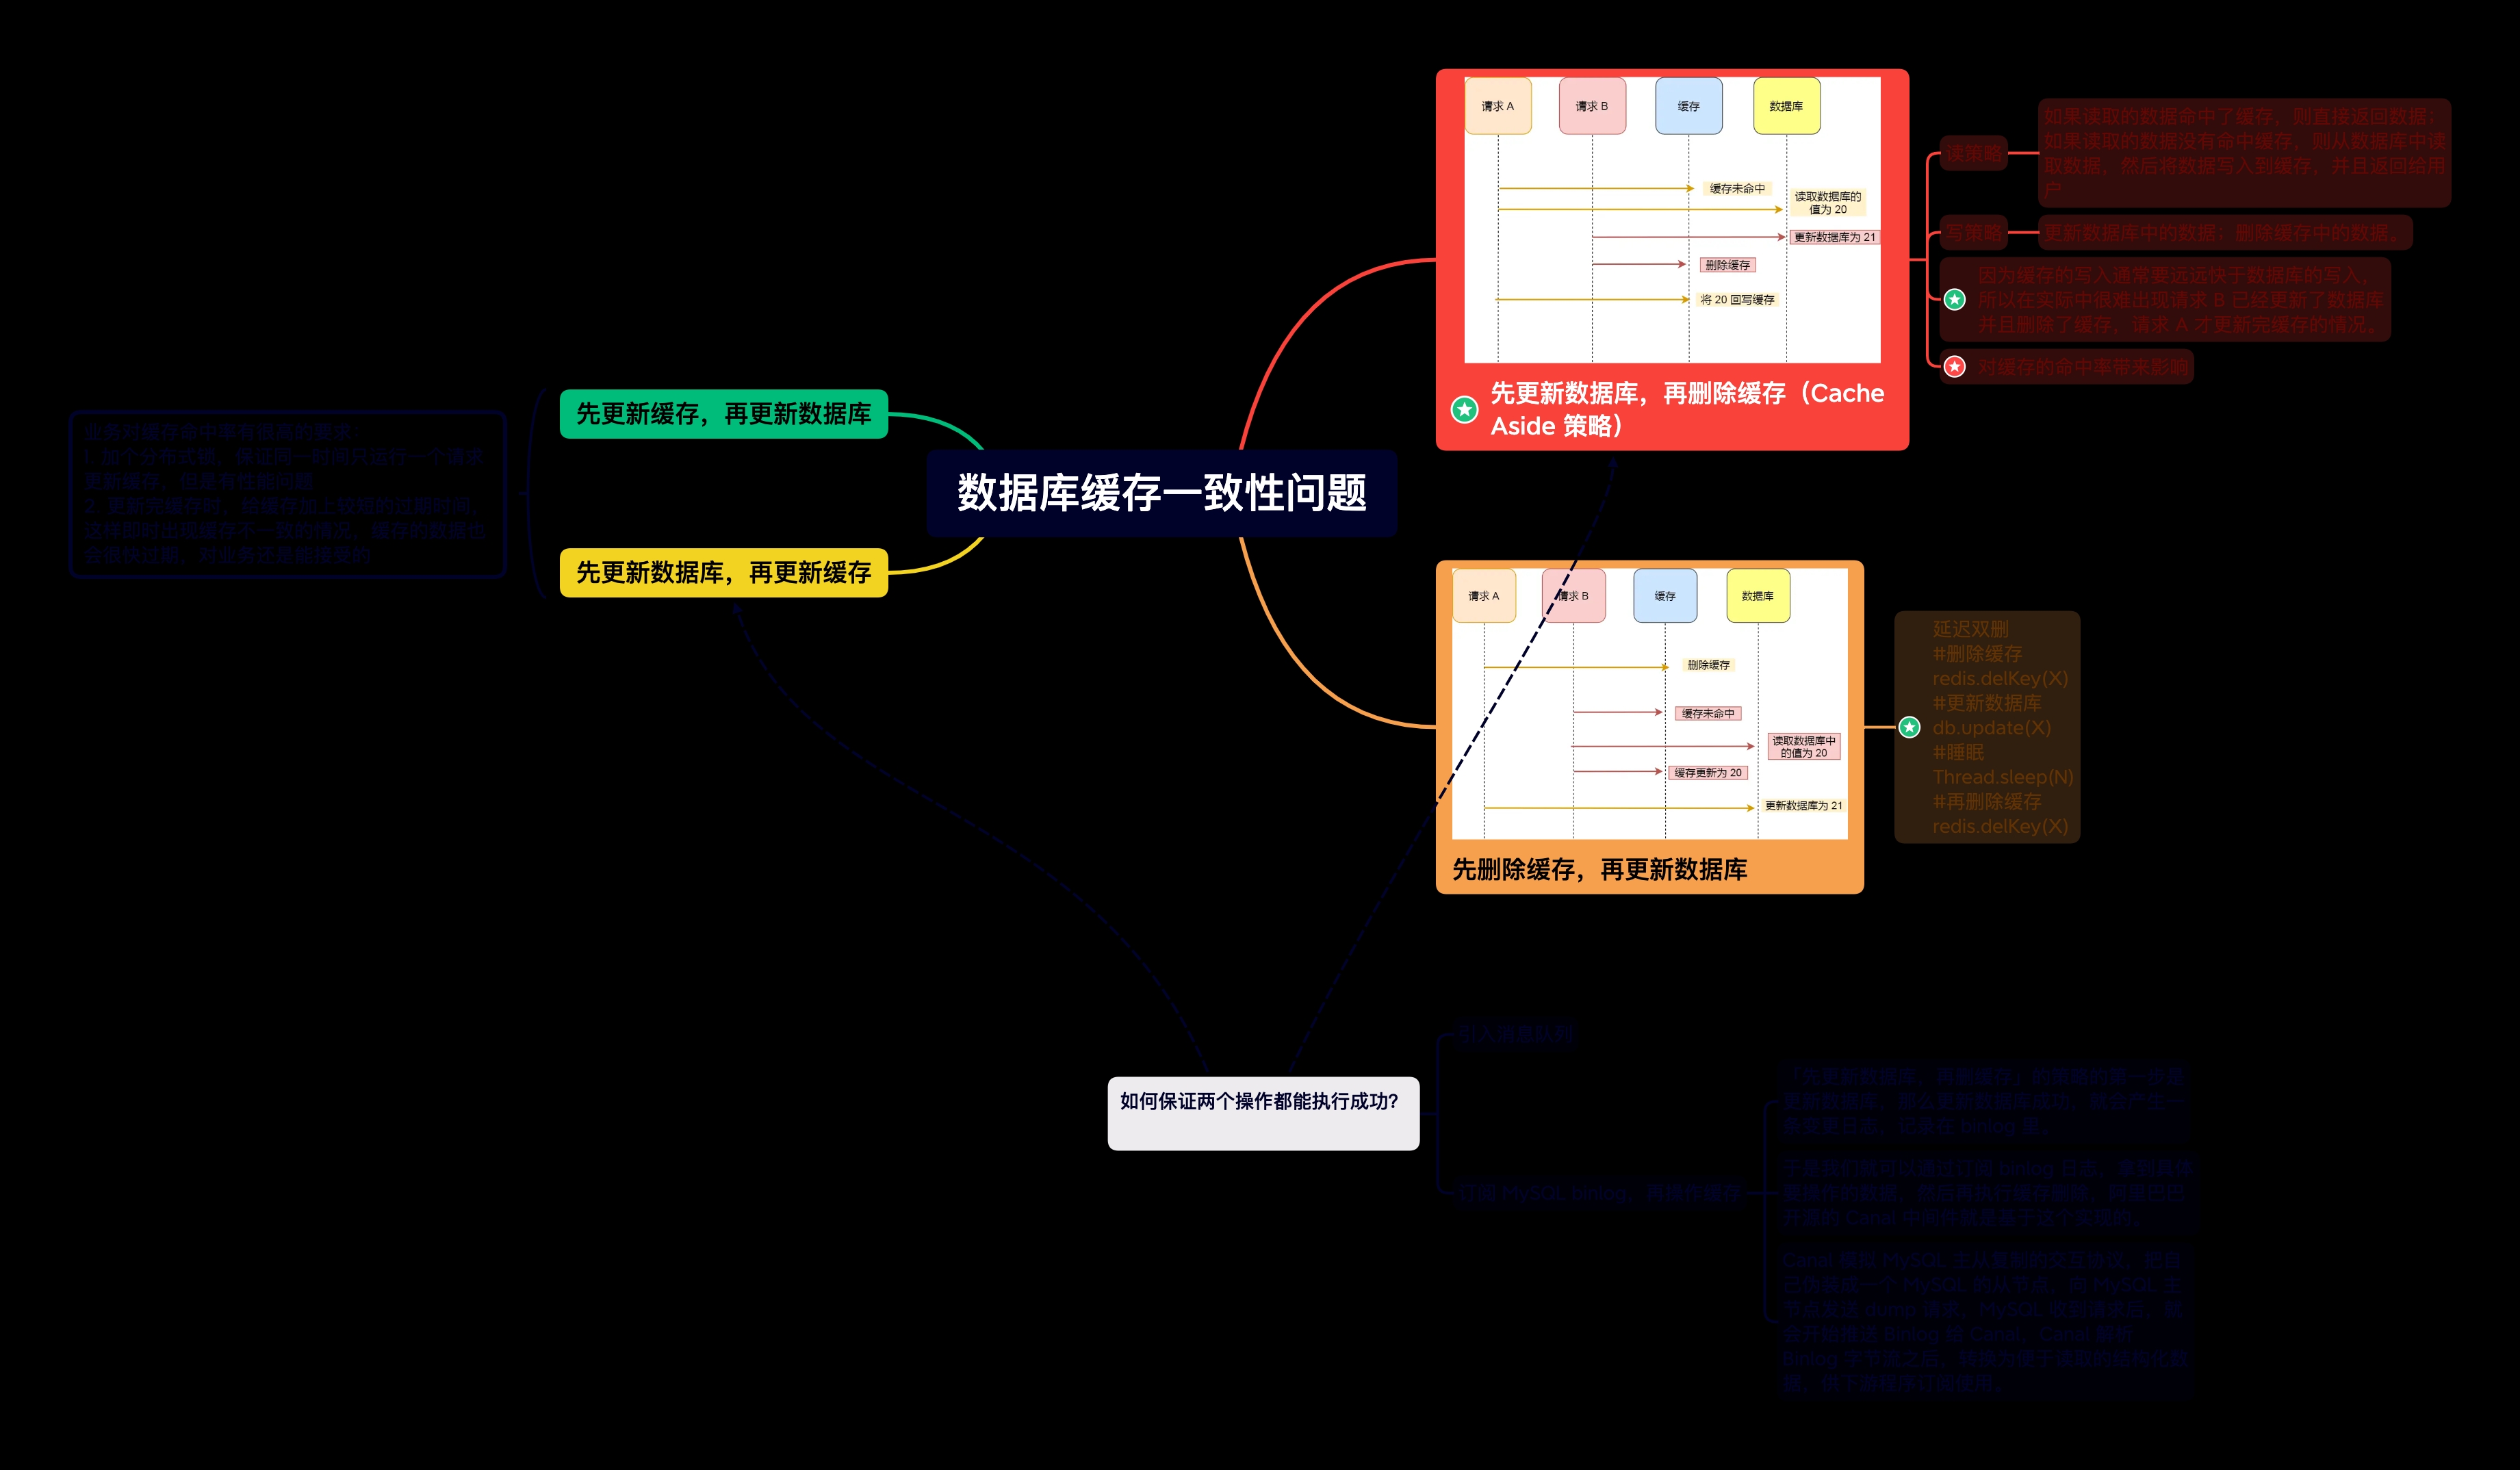 数据库缓存一致性问题
请求 A
请求 B
缓存
数据库
缓存未命中
读取数据库的
值为 20
更新数据库为 21
删除缓存
将 20 回写缓存
先更新数据库，再删除缓存（Cache
Aside 策略）
读策略
如果读取的数据命中了缓存，则直接返回数据；
如果读取的数据没有命中缓存，则从数据库中读
取数据，然后将数据写入到缓存，并且返回给用
户
写策略
更新数据库中的数据；删除缓存中的数据。
因为缓存的写入通常要远远快于数据库的写入，
所以在实际中很难出现请求 B 已经更新了数据库
并且删除了缓存，请求 A 才更新完缓存的情况。
对缓存的命中率带来影响
请求 A
请求 B
缓存
数据库
删除缓存
缓存未命中
读取数据库中
的值为 20
缓存更新为 20
更新数据库为 21
先删除缓存，再更新数据库
延迟双删
#删除缓存
redis.delKey(X)
#更新数据库
db.update(X)
#睡眠
Thread.sleep(N)
#再删除缓存
redis.delKey(X)
先更新缓存，再更新数据库
先更新数据库，再更新缓存
业务对缓存命中率有很高的要求：
1. 加个分布式锁，保证同一时间只运行一个请求
更新缓存，但是有性能问题
2. 更新完缓存时，给缓存加上较短的过期时间，
这样即时出现缓存不一致的情况，缓存的数据也
会很快过期，对业务还是能接受的
如何保证两个操作都能执行成功？
引入消息队列
订阅 MySQL binlog，再操作缓存
「先更新数据库，再删缓存」的策略的第一步是
更新数据库，那么更新数据库成功，就会产生一
条变更日志，记录在 binlog 里。
于是我们就可以通过订阅 binlog 日志，拿到具体
要操作的数据，然后再执行缓存删除，阿里巴巴
开源的 Canal 中间件就是基于这个实现的。
Canal 模拟 MySQL 主从复制的交互协议，把自
己伪装成一个 MySQL 的从节点，向 MySQL 主
节点发送 dump 请求，MySQL 收到请求后，就
会开始推送 Binlog 给 Canal，Canal 解析
Binlog 字节流之后，转换为便于读取的结构化数
据，供下游程序订阅使用。